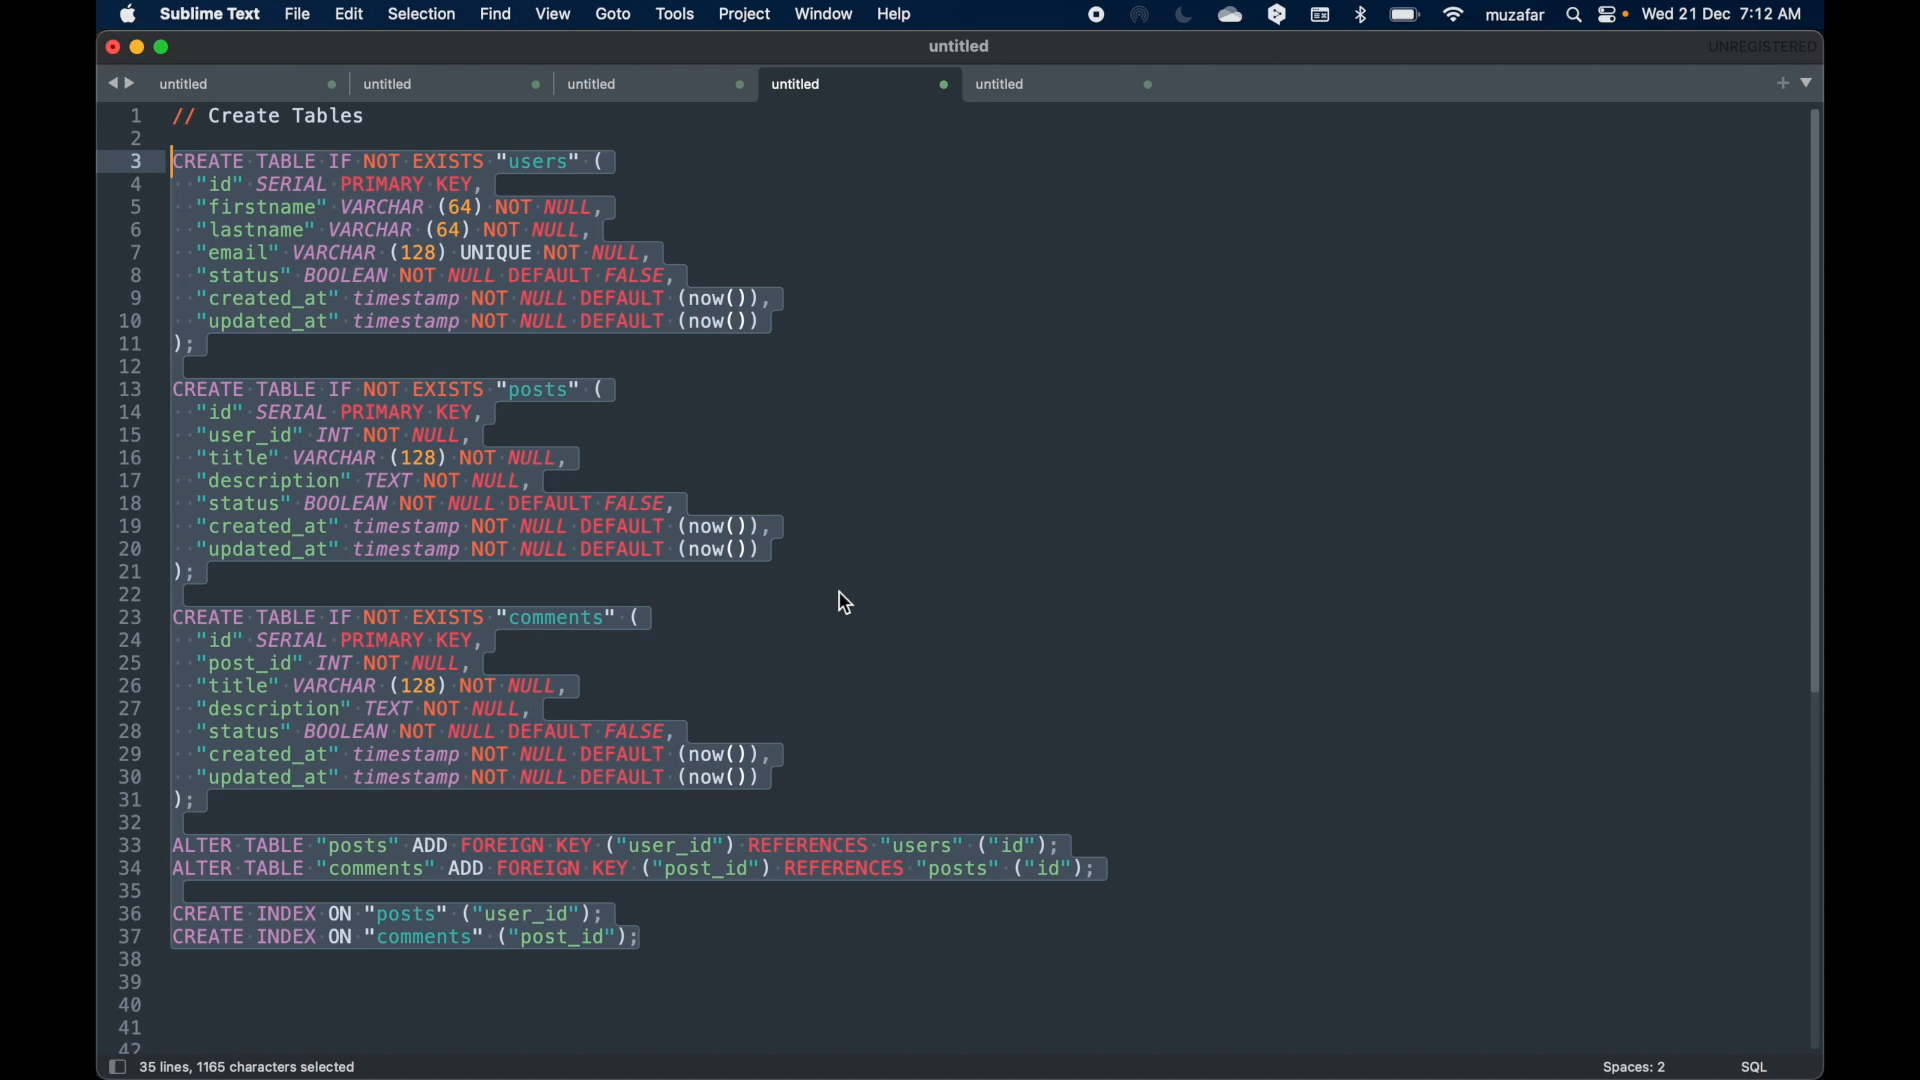 Sublime Text File Edit Selection Find View Goto Tools Project Window Help muzafar Wed 21 Dec 7:12 AM
untitled UNREGISTERED
untitled untitled untitled untitled untitled
1 // Create Tables
2
3 CREATE TABLE IF NOT EXISTS "users" (
4 "id" SERIAL PRIMARY KEY,
5 "firstname" VARCHAR (64) NOT NULL,
6 "lastname" VARCHAR (64) NOT NULL,
7 "email" VARCHAR (128) UNIQUE NOT NULL,
8 "status" BOOLEAN NOT NULL DEFAULT FALSE,
9 "created_at" timestamp NOT NULL DEFAULT (now()),
10 "updated_at" timestamp NOT NULL DEFAULT (now())
11 );
12
13 CREATE TABLE IF NOT EXISTS "posts" (
14 "id" SERIAL PRIMARY KEY,
15 "user_id" INT NOT NULL,
16 "title" VARCHAR (128) NOT NULL,
17 "description" TEXT NOT NULL,
18 "status" BOOLEAN NOT NULL DEFAULT FALSE,
19 "created_at" timestamp NOT NULL DEFAULT (now()),
20 "updated_at" timestamp NOT NULL DEFAULT (now())
21 );
22
23 CREATE TABLE IF NOT EXISTS "comments" (
24 "id" SERIAL PRIMARY KEY,
25 "post_id" INT NOT NULL,
26 "title" VARCHAR (128) NOT NULL,
27 "description" TEXT NOT NULL,
28 "status" BOOLEAN NOT NULL DEFAULT FALSE,
29 "created_at" timestamp NOT NULL DEFAULT (now()),
30 "updated_at" timestamp NOT NULL DEFAULT (now())
31 );
32
33 ALTER TABLE "posts" ADD FOREIGN KEY ("user_id") REFERENCES "users" ("id");
34 ALTER TABLE "comments" ADD FOREIGN KEY ("post_id") REFERENCES "posts" ("id");
35
36 CREATE INDEX ON "posts" ("user_id");
37 CREATE INDEX ON "comments" ("post_id");
38
39
40
41
42
35 lines, 1165 characters selected Spaces: 2 SQL